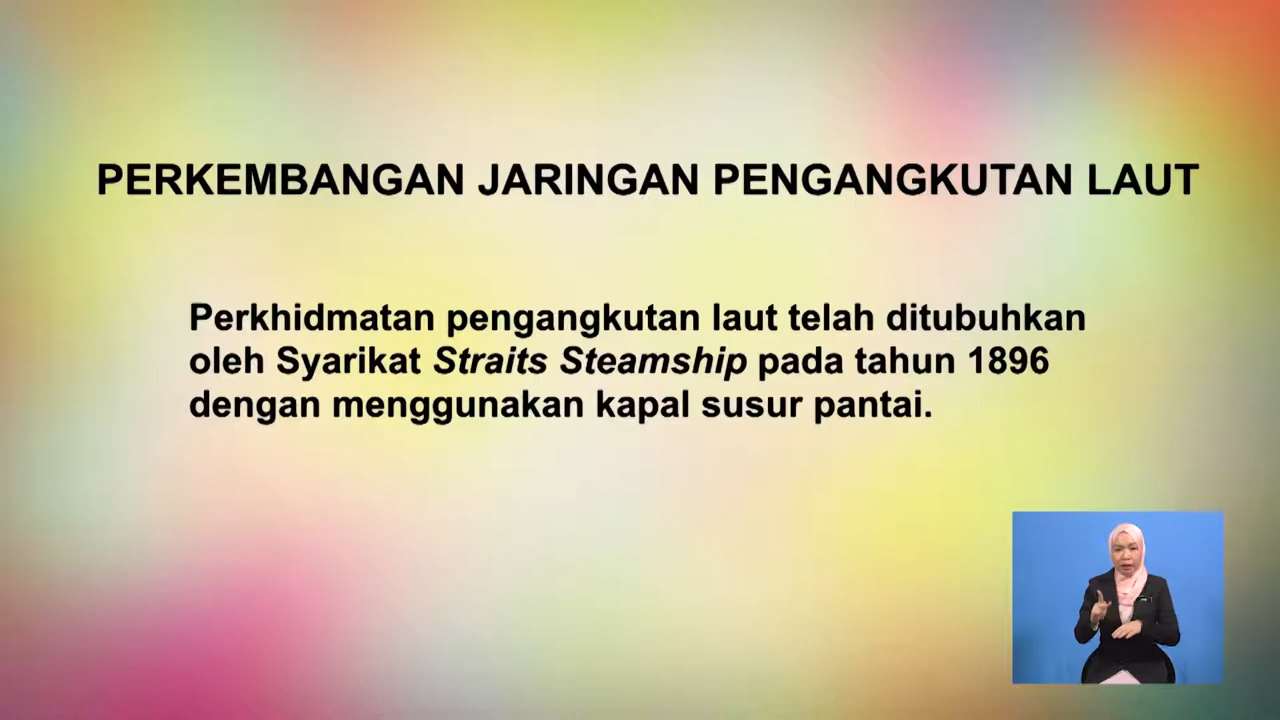 PERKEMBANGAN JARINGAN PENGANGKUTAN LAUT
Perkhidmatan pengangkutan laut telah ditubuhkan
oleh Syarikat Straits Steamship pada tahun 1896
dengan menggunakan kapal susur pantai.